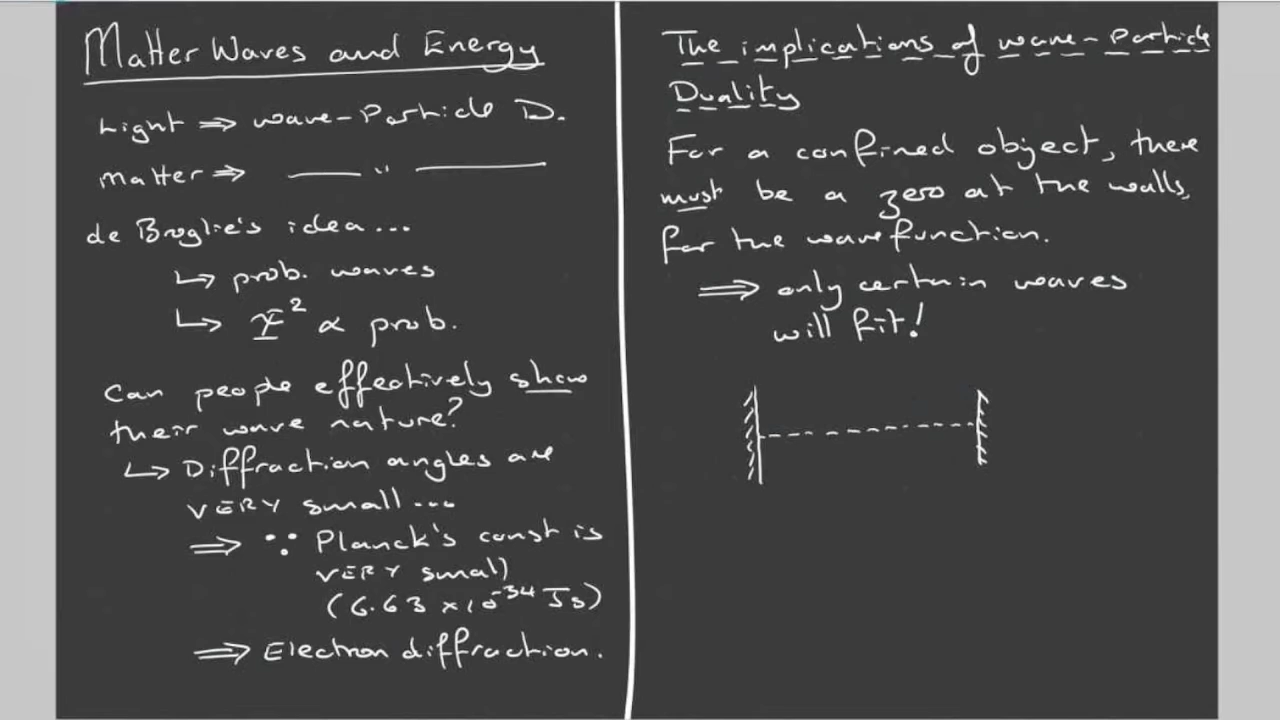 Matter Waves and Energy
Light ⇒ wave-Particle D.
Matter ⇒ —— " ——
de Broglie's idea...
↳ prob. waves
↳ Ψ² ∝ prob.
Can people effectively show
their wave nature?
↳ Diffraction angles are
VERY small...
⇒ ∵ Planck's const is
VERY small
(6.63 × 10⁻³⁴ Js)
⇒ Electron diffraction.
The implications of wave-Particle
Duality
For a confined object, there
must be a zero at the walls,
for the wavefunction.
⇒ only certain waves
will fit!